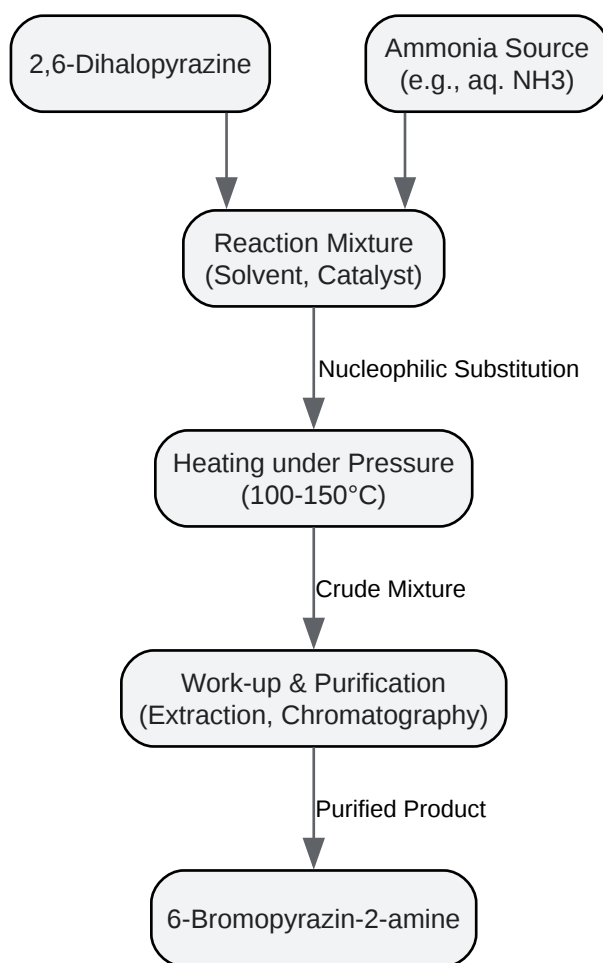 2,6-Dihalopyrazine
Ammonia Source
(e.g., aq. NH3)
Reaction Mixture
(Solvent, Catalyst)
Nucleophilic Substitution
Heating under Pressure
(100-150°C)
Crude Mixture
Work-up & Purification
(Extraction, Chromatography)
Purified Product
6-Bromopyrazin-2-amine